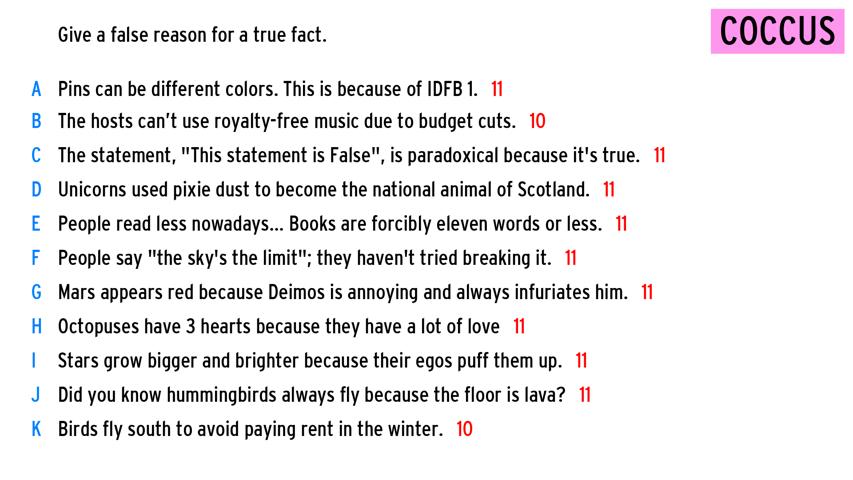 Give a false reason for a true fact.
COCCUS
A Pins can be different colors. This is because of IDFB 1. 11
B The hosts can't use royalty-free music due to budget cuts. 10
C The statement, "This statement is False", is paradoxical because it's true. 11
D Unicorns used pixie dust to become the national animal of Scotland. 11
E People read less nowadays... Books are forcibly eleven words or less. 11
F People say "the sky's the limit"; they haven't tried breaking it. 11
G Mars appears red because Deimos is annoying and always infuriates him. 11
H Octopuses have 3 hearts because they have a lot of love 11
I Stars grow bigger and brighter because their egos puff them up. 11
J Did you know hummingbirds always fly because the floor is lava? 11
K Birds fly south to avoid paying rent in the winter. 10